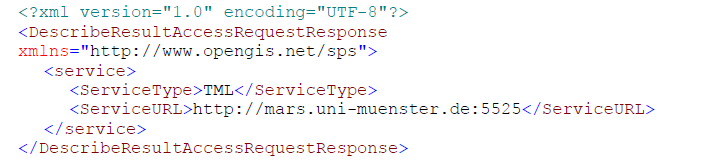 <?xml version="1.0" encoding="UTF-8"?>
<DescribeResultAccessRequestResponse
xmlns="http://www.opengis.net/sps">
<service>
<ServiceType>TML</ServiceType>
<ServiceURL>http://mars.uni-muenster.de:5525</ServiceURL>
</service>
</DescribeResultAccessRequestResponse>